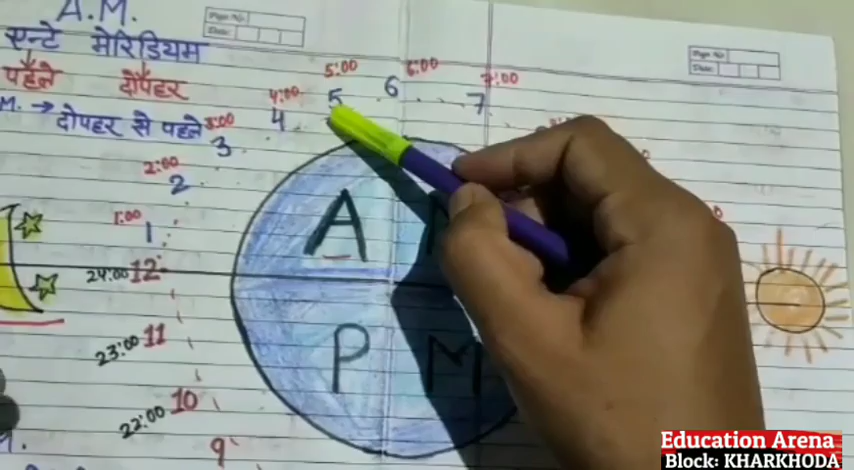 A.M.
Page No.
Date:
Page No.
Date:
एन्टे मेरिडियम
पहले दोपहर
M. → दोपहर से पहले
1:00 1
2:00 2
3:00 3
4:00 4
5:00 5
6:00 6
7:00 7
A
P M
24:00 12
23:00 11
22:00 10
9
Education Arena
Block: KHARKHODA